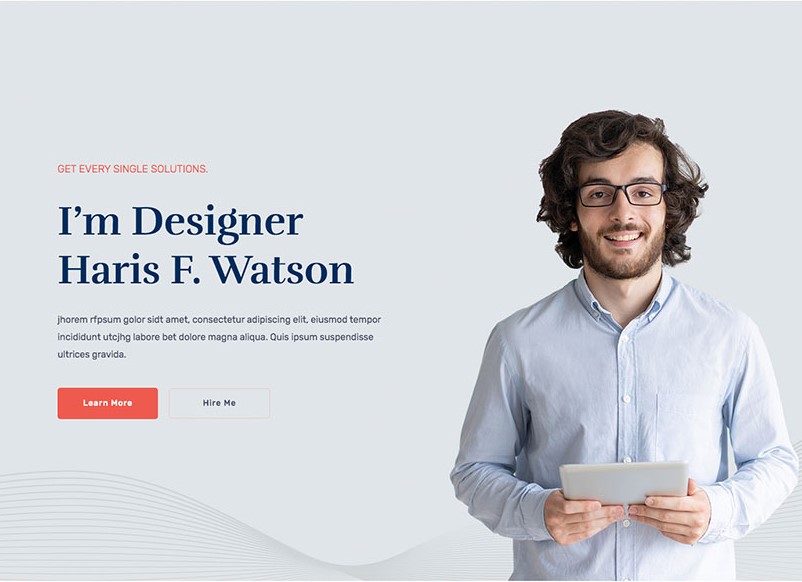 GET EVERY SINGLE SOLUTIONS.
I'm Designer
Haris F. Watson
jhorem rfpsum golor sidt amet, consectetur adipiscing elit, eiusmod tempor
incididunt utcjhg labore bet dolore magna aliqua. Quis ipsum suspendisse
ultrices gravida.
Learn More
Hire Me